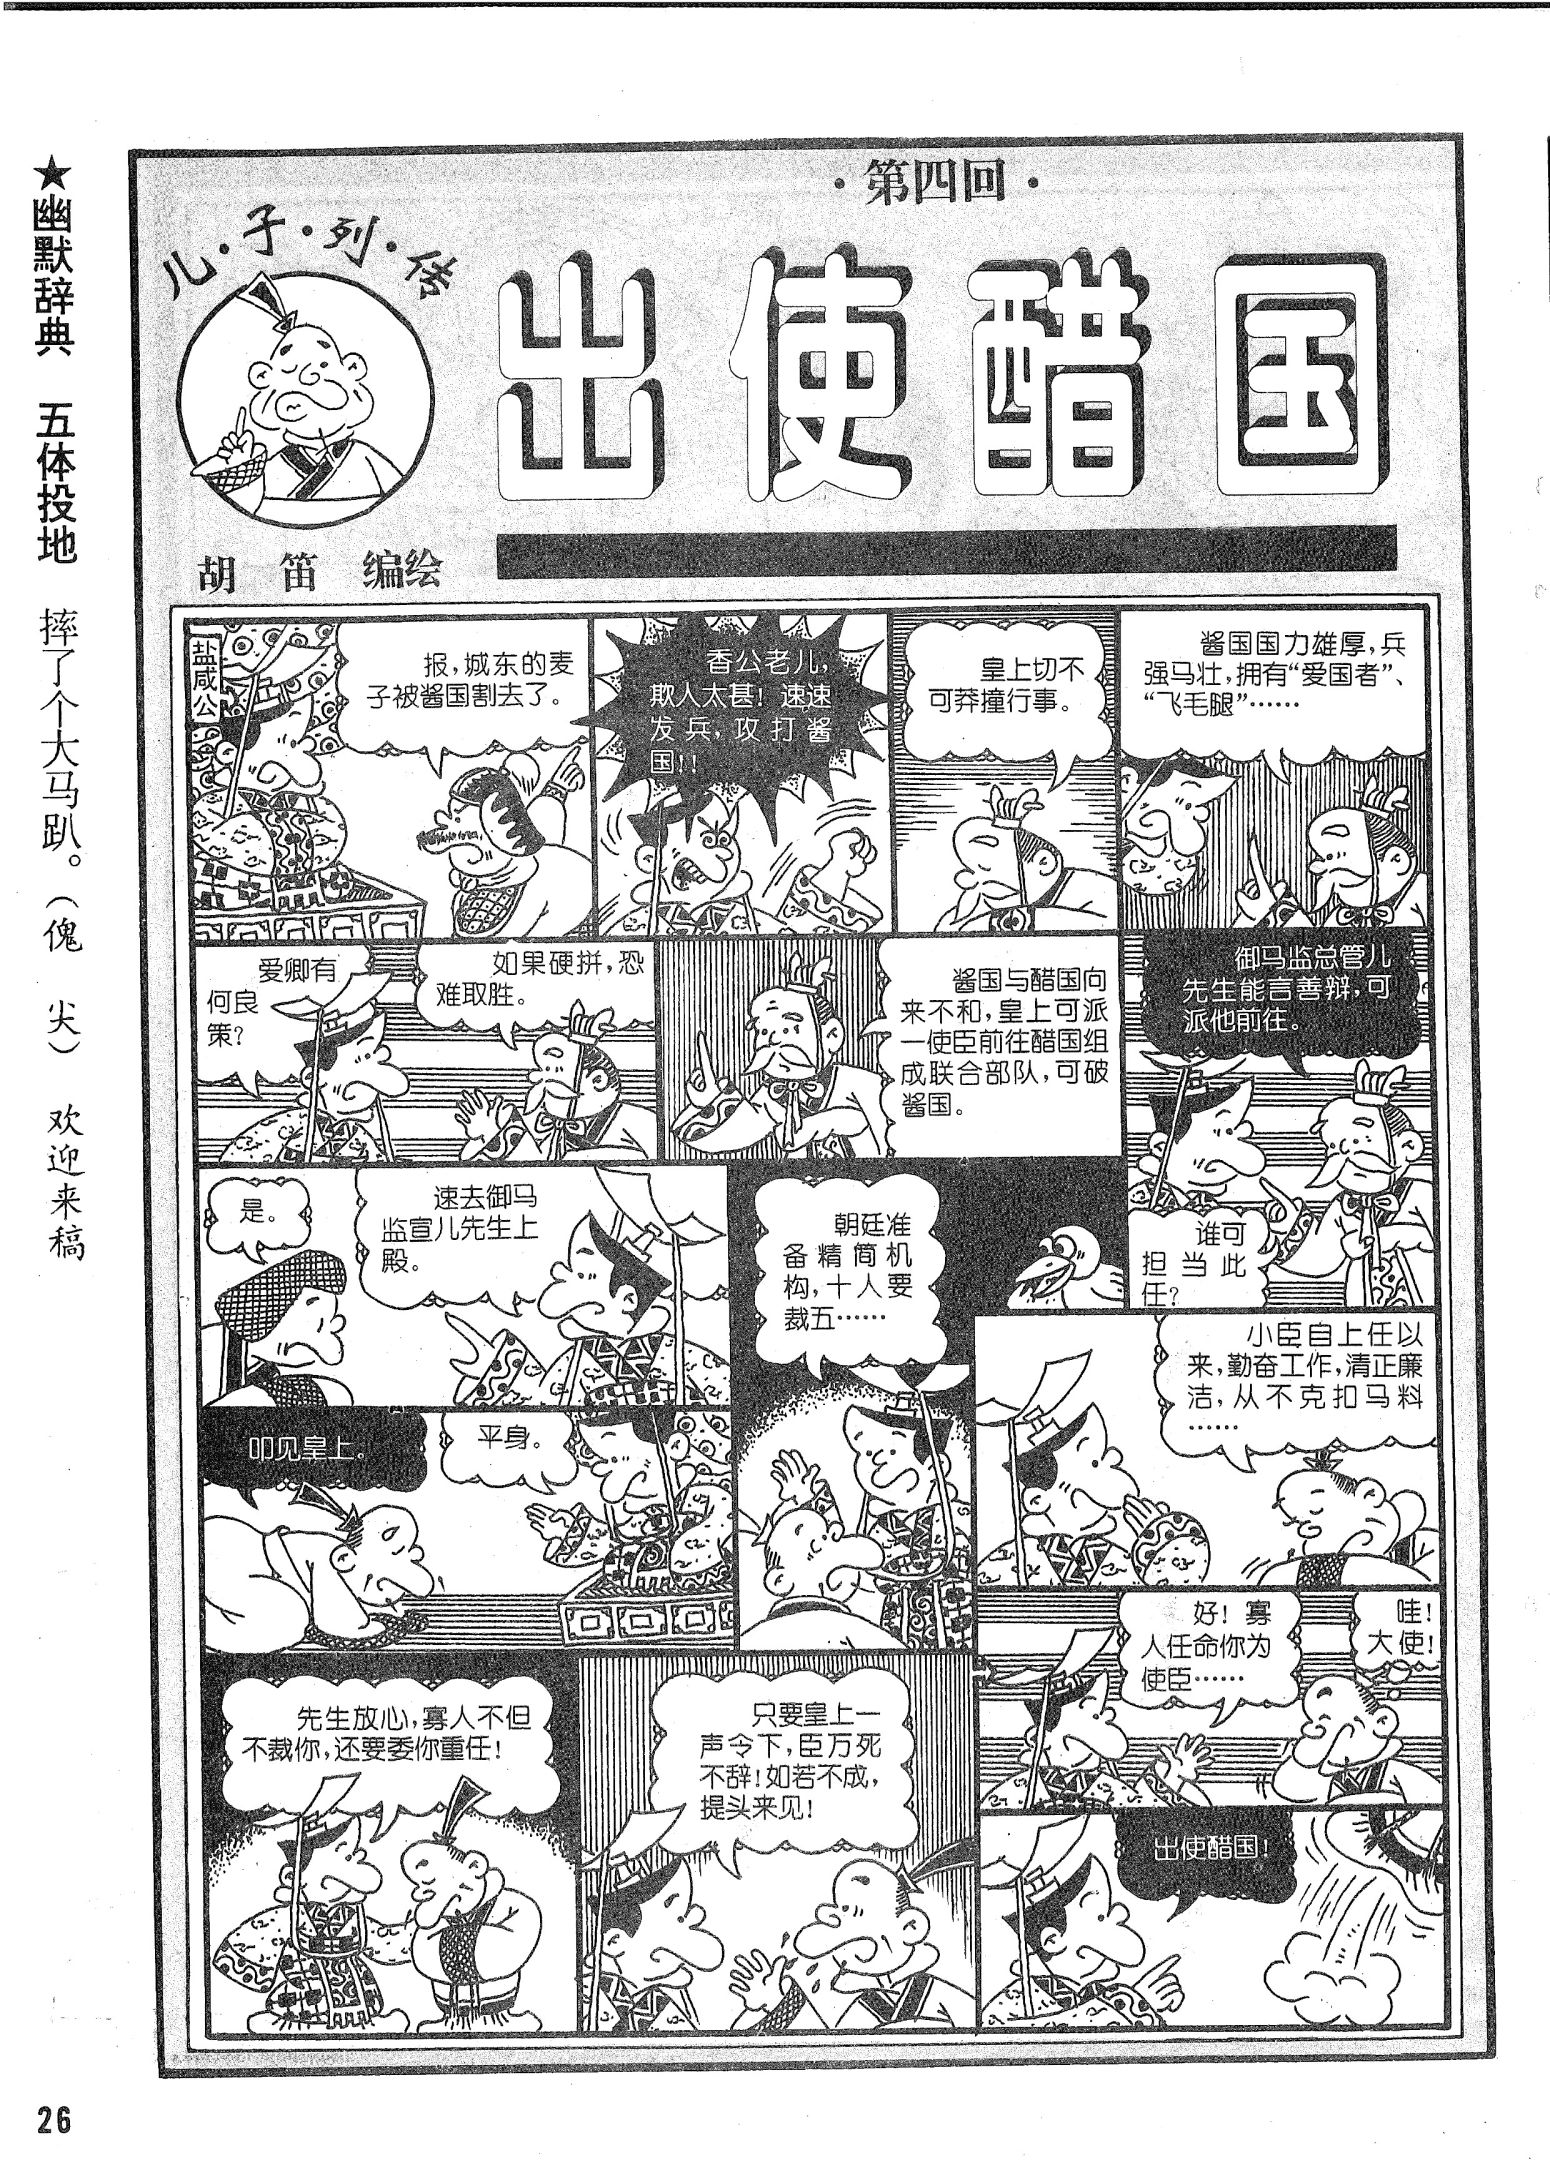 ★幽默辞典 五体投地 摔了个大马趴。（傀 尖） 欢迎来稿
·第四回·
儿·子·列·传
出使醋国
胡笛 编绘
盐咸公
报，城东的麦
子被酱国割去了。
香公老儿，
欺人太甚！速速
发兵，攻打酱
国！！
皇上切不
可莽撞行事。
酱国国力雄厚，兵
强马壮，拥有“爱国者”、
“飞毛腿”……
爱卿有
何良
策？
如果硬拼，恐
难取胜。
酱国与醋国向
来不和，皇上可派
一使臣前往醋国组
成联合部队，可破
酱国。
谁可
担当此
任？
御马监总管儿
先生能言善辩，可
派他前往。
速去御马
监宣儿先生上
殿。
是。
叩见皇上。
平身。
朝廷准
备精简机
构，十人要
裁五……
小臣自上任以
来，勤奋工作，清正廉
洁，从不克扣马料
……
先生放心，寡人不但
不裁你，还要委你重任！
只要皇上一
声令下，臣万死
不辞！如若不成，
提头来见！
好！寡
人任命你为
使臣……
哇！
大使！
出使醋国！
26